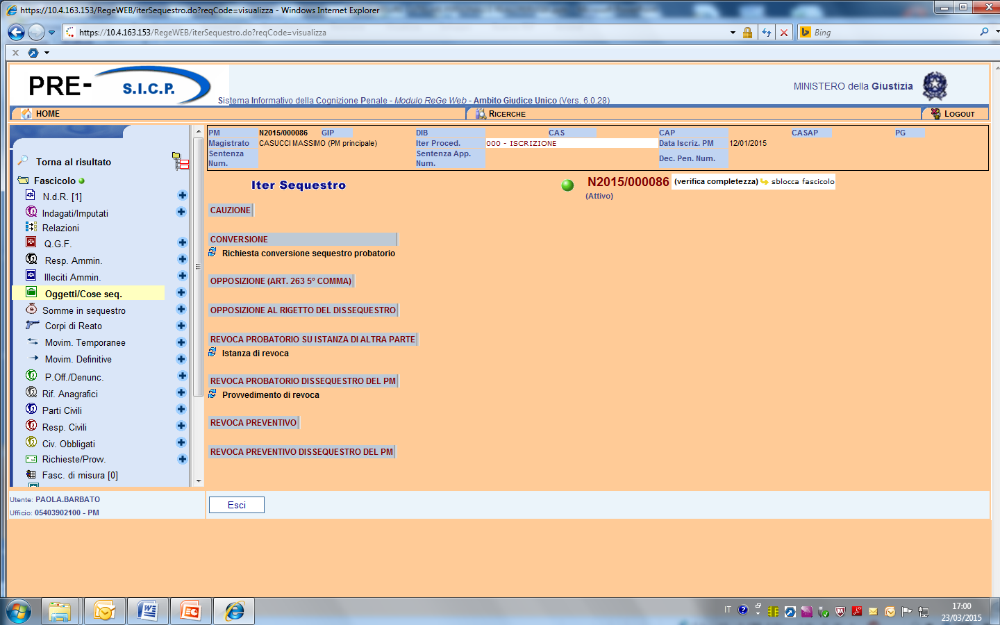 https://10.4.163.153/RegeWEB/iterSequestro.do?reqCode=visualizza - Windows Internet Explorer
https://10.4.163.153/RegeWEB/iterSequestro.do?reqCode=visualizza
Bing
PRE- S.I.C.P.
Sistema Informativo della Cognizione Penale - Modulo ReGe Web - Ambito Giudice Unico (Vers. 6.0.28)
MINISTERO della Giustizia
HOME
RICERCHE
LOGOUT
PM N2015/000086 GIP DIB CAS CAP CASAP PG
Magistrato CASUCCI MASSIMO (PM principale) Iter Proced. 000 - ISCRIZIONE Data Iscriz. PM 12/01/2015
Sentenza Num. Sentenza App. Num. Dec. Pen. Num.
Torna al risultato
Fascicolo
N.d.R. [1]
Indagati/Imputati
Relazioni
Q.G.F.
Resp. Ammin.
Illeciti Ammin.
Oggetti/Cose seq.
Somme in sequestro
Corpi di Reato
Movim. Temporanee
Movim. Definitive
P.Off./Denunc.
Rif. Anagrafici
Parti Civili
Resp. Civili
Civ. Obbligati
Richieste/Provv.
Fasc. di misura [0]
Iter Sequestro
N2015/000086 (verifica completezza) sblocca fascicolo
(Attivo)
CAUZIONE
CONVERSIONE
Richiesta conversione sequestro probatorio
OPPOSIZIONE (ART. 263 5° COMMA)
OPPOSIZIONE AL RIGETTO DEL DISSEQUESTRO
REVOCA PROBATORIO SU ISTANZA DI ALTRA PARTE
Istanza di revoca
REVOCA PROBATORIO DISSEQUESTRO DEL PM
Provvedimento di revoca
REVOCA PREVENTIVO
REVOCA PREVENTIVO DISSEQUESTRO DEL PM
Utente: PAOLA.BARBATO
Ufficio: 05403902100 - PM
Esci
IT
17:00
23/03/2015